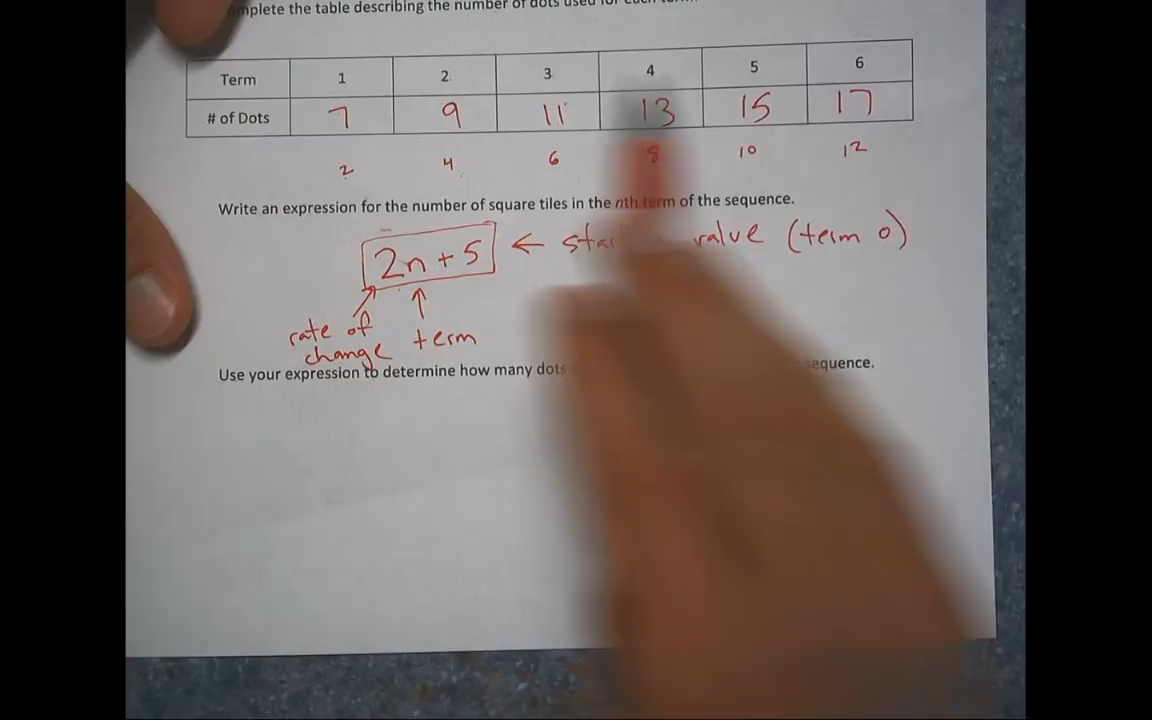 complete the table describing the number of dots used for each term.
Term 1 2 3 4 5 6
# of Dots 7 9 11 13 15 17
2 4 6 8 10 12
Write an expression for the number of square tiles in the nth term of the sequence.
2n + 5 ← value (term 0)
rate of change
term
Use your expression to determine how many dots sequence.